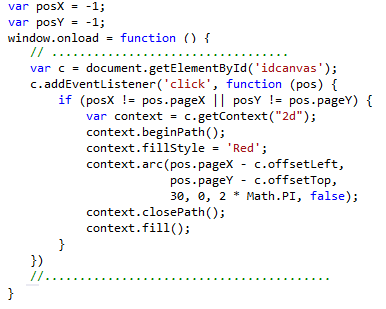 var posX = -1;
var posY = -1;
window.onload = function () {
    // ..................................
    var c = document.getElementById('idcanvas');
    c.addEventListener('click', function (pos) {
        if (posX != pos.pageX || posY != pos.pageY) {
            var context = c.getContext("2d");
            context.beginPath();
            context.fillStyle = 'Red';
            context.arc(pos.pageX - c.offsetLeft,
                        pos.pageY - c.offsetTop,
                        30, 0, 2 * Math.PI, false);
            context.closePath();
            context.fill();
        }
    })
    //.........................................
}